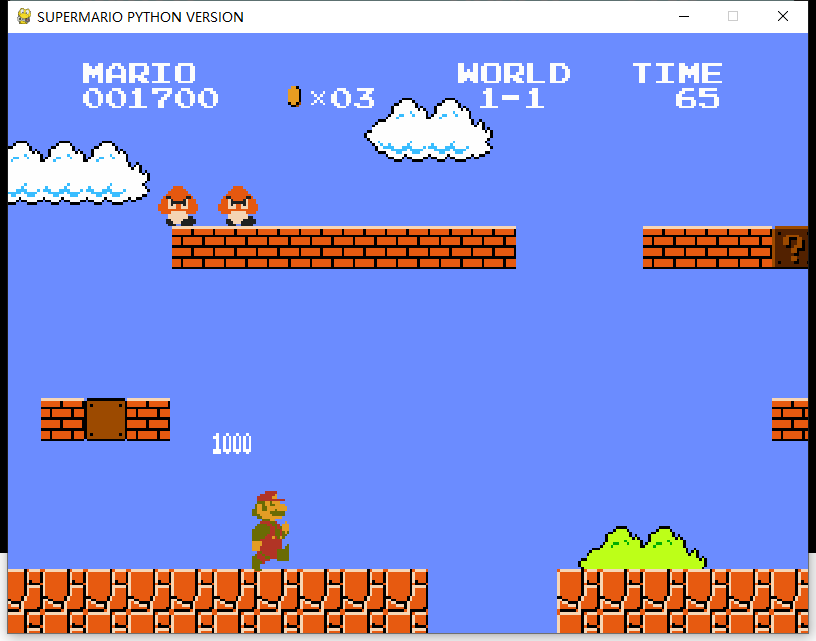 SUPERMARIO PYTHON VERSION
MARIO WORLD TIME
001700 ×03 1-1 65
?
1000